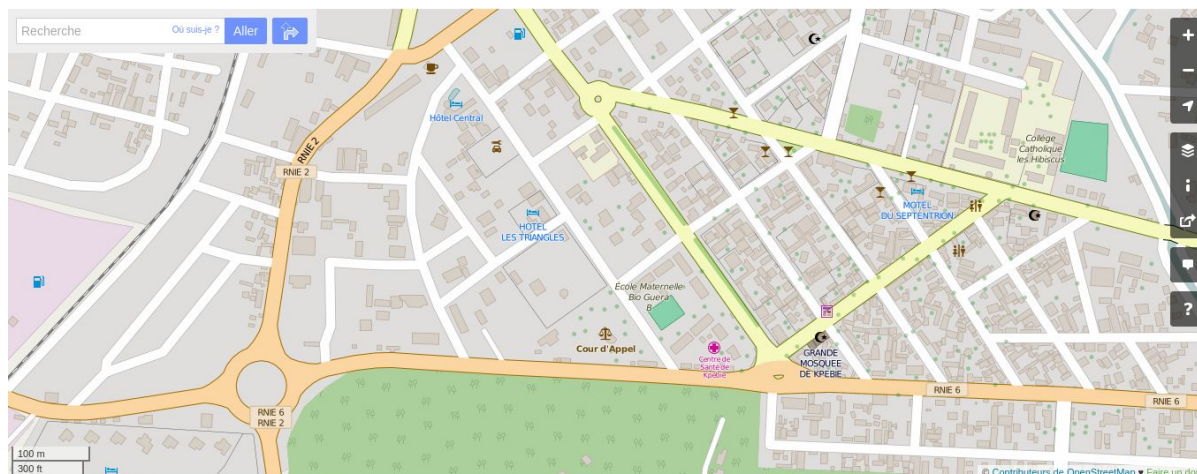 Recherche
Où suis-je ?
Aller
Hôtel Central
RNIE 2
RNIE 2
Collège
Catholique
les Hibiscus
MOTEL
DU SEPTENTRION
HOTEL
LES TRIANGLES
Ecole Maternelle
Bio Guera
B
Cour d'Appel
Centre de
Santé de
Kpébié
GRANDE
MOSQUEE
DE KPEBIE
RNIE 6
RNIE 6
RNIE 6
RNIE 2
?
100 m
300 ft
© Contributeurs de OpenStreetMap ♥ Faire un do